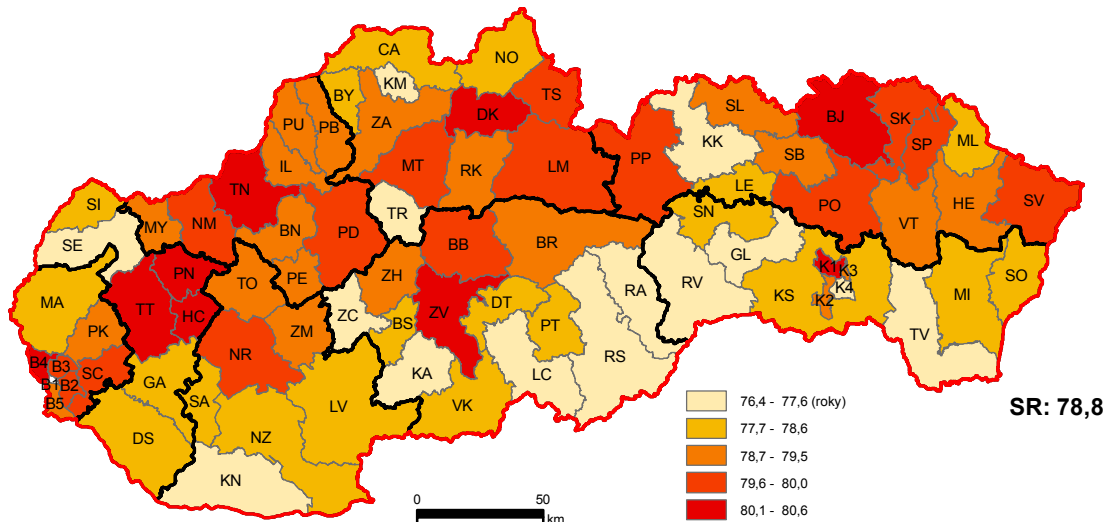 CA
NO
KM
BY
TS
SL
BJ
SK
ML
PU
PB
ZA
DK
SP
KK
IL
MT
RK
LM
PP
SB
LE
TN
TR
PO
HE
SV
SI
NM
SN
VT
MY
BN
PD
BB
BR
SE
GL
PN
PE
ZH
RA
RV
K1
K3
SO
TO
K4
MA
TT
HC
ZC
BS
ZV
DT
KS
K2
MI
PK
ZM
PT
TV
NR
RS
B4
B3
SC
KA
LC
B1
B2
GA
B5
SA
LV
VK
DS
NZ
KN
76,4 - 77,6 (roky)
77,7 - 78,6
78,7 - 79,5
79,6 - 80,0
80,1 - 80,6
SR: 78,8
0
50
km